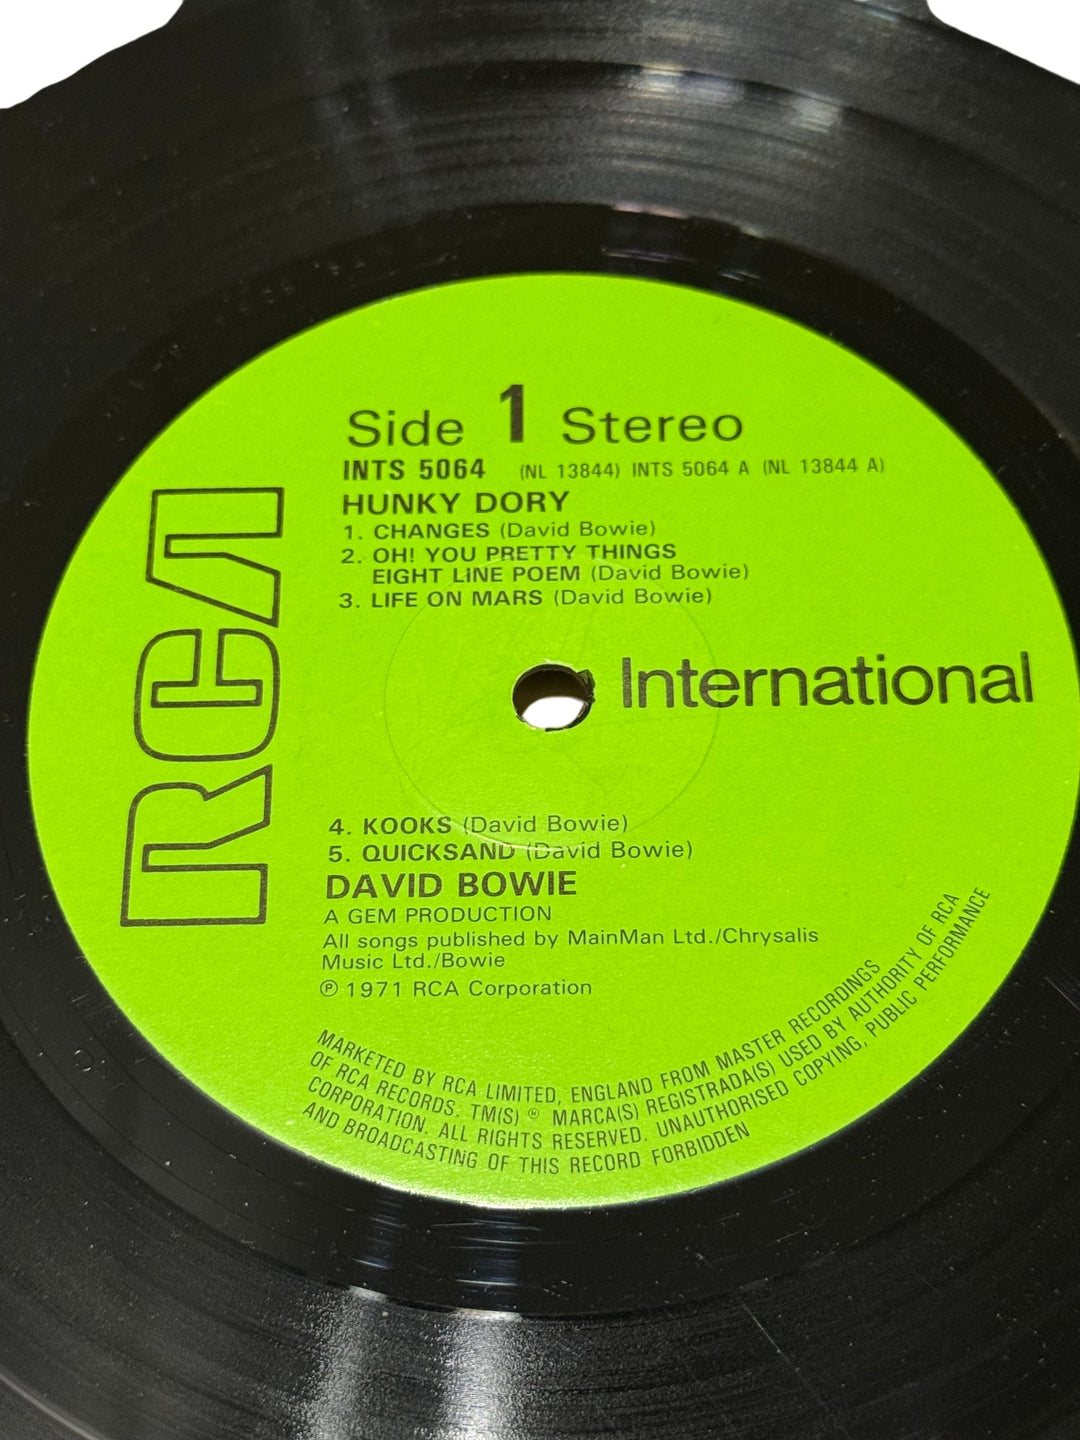 Side 1 Stereo
INTS 5064 (NL 13844) INTS 5064 A (NL 13844 A)
HUNKY DORY
1. CHANGES (David Bowie)
2. OH! YOU PRETTY THINGS
EIGHT LINE POEM (David Bowie)
3. LIFE ON MARS (David Bowie)
RCA
International
4. KOOKS (David Bowie)
5. QUICKSAND (David Bowie)
DAVID BOWIE
A GEM PRODUCTION
All songs published by MainMan Ltd./Chrysalis
Music Ltd./Bowie
℗ 1971 RCA Corporation
MARKETED BY RCA LIMITED, ENGLAND FROM MASTER RECORDINGS
OF RCA RECORDS. TM(S) ® MARCA(S) REGISTRADA(S) USED BY AUTHORITY OF RCA
CORPORATION. ALL RIGHTS RESERVED. UNAUTHORISED COPYING, PUBLIC PERFORMANCE
AND BROADCASTING OF THIS RECORD FORBIDDEN